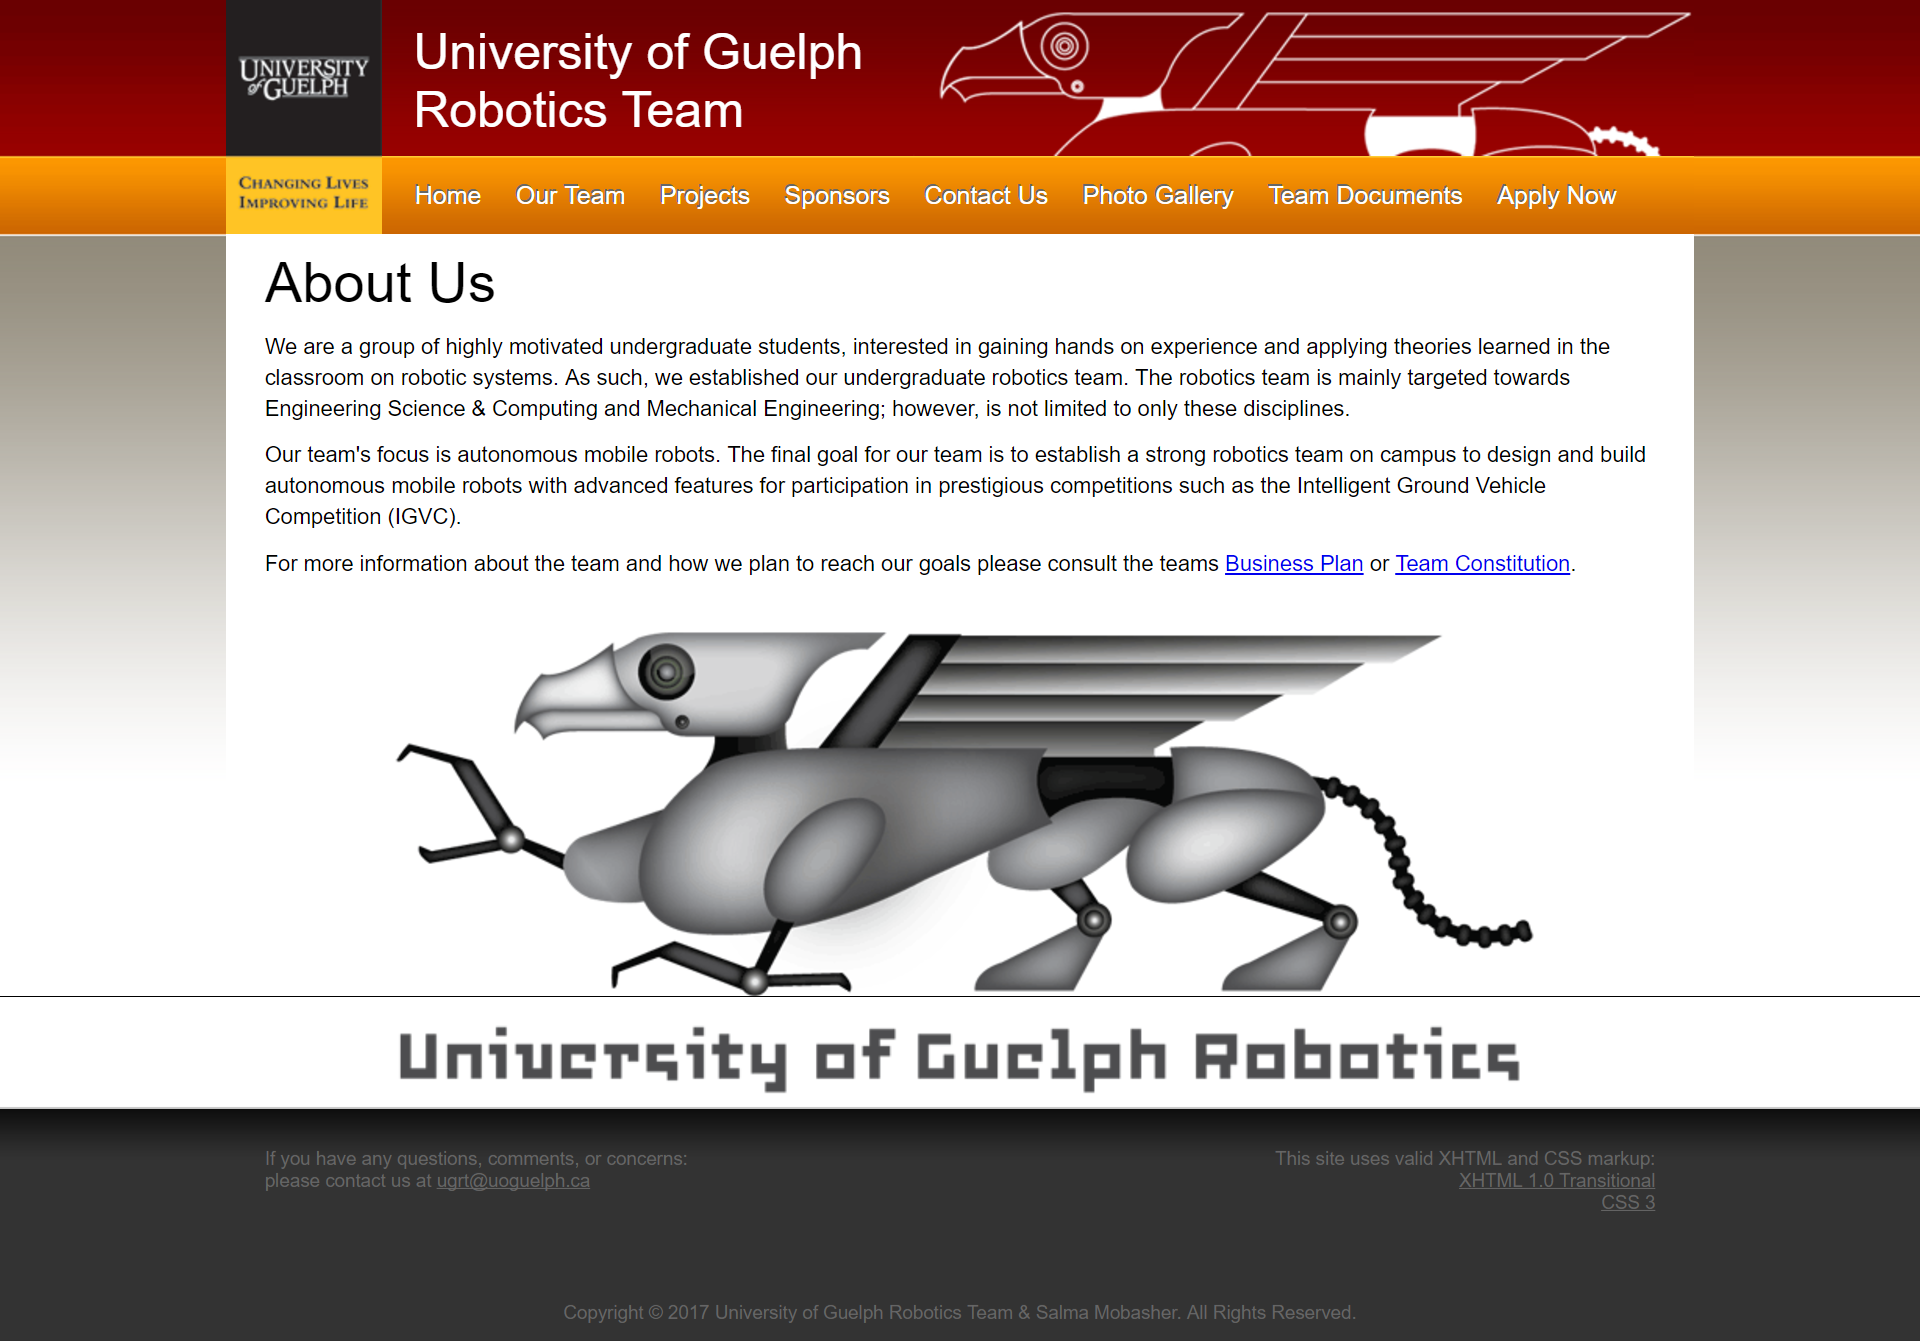 UNIVERSITY
of GUELPH
University of Guelph
Robotics Team
CHANGING LIVES
IMPROVING LIFE
Home Our Team Projects Sponsors Contact Us Photo Gallery Team Documents Apply Now
About Us
We are a group of highly motivated undergraduate students, interested in gaining hands on experience and applying theories learned in the
classroom on robotic systems. As such, we established our undergraduate robotics team. The robotics team is mainly targeted towards
Engineering Science & Computing and Mechanical Engineering; however, is not limited to only these disciplines.
Our team's focus is autonomous mobile robots. The final goal for our team is to establish a strong robotics team on campus to design and build
autonomous mobile robots with advanced features for participation in prestigious competitions such as the Intelligent Ground Vehicle
Competition (IGVC).
For more information about the team and how we plan to reach our goals please consult the teams Business Plan or Team Constitution.
University of Guelph Robotics
If you have any questions, comments, or concerns:
please contact us at ugrt@uoguelph.ca
This site uses valid XHTML and CSS markup:
XHTML 1.0 Transitional
CSS 3
Copyright © 2017 University of Guelph Robotics Team & Salma Mobasher. All Rights Reserved.